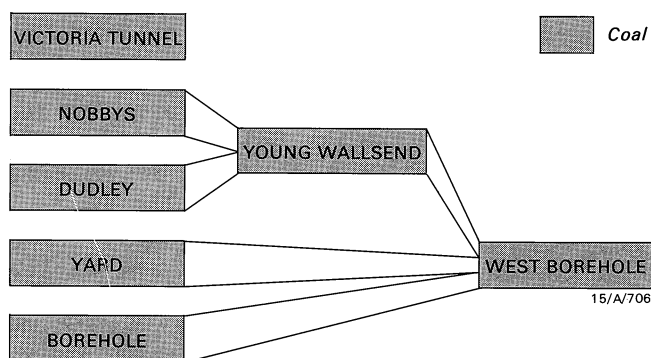 VICTORIA TUNNEL
Coal
NOBBYS
YOUNG WALLSEND
DUDLEY
YARD
WEST BOREHOLE
15/A/706
BOREHOLE